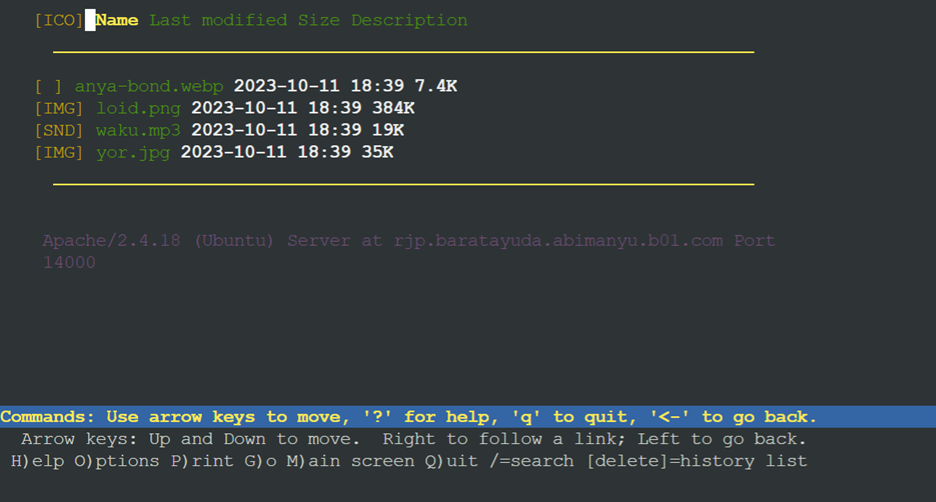 [ICO] Name Last modified Size Description
[ ] anya-bond.webp 2023-10-11 18:39 7.4K
[IMG] loid.png 2023-10-11 18:39 384K
[SND] waku.mp3 2023-10-11 18:39 19K
[IMG] yor.jpg 2023-10-11 18:39 35K
Apache/2.4.18 (Ubuntu) Server at rjp.baratayuda.abimanyu.b01.com Port
14000
Commands: Use arrow keys to move, '?' for help, 'q' to quit, '<-' to go back.
Arrow keys: Up and Down to move.  Right to follow a link; Left to go back.
H)elp O)ptions P)rint G)o M)ain screen Q)uit /=search [delete]=history list